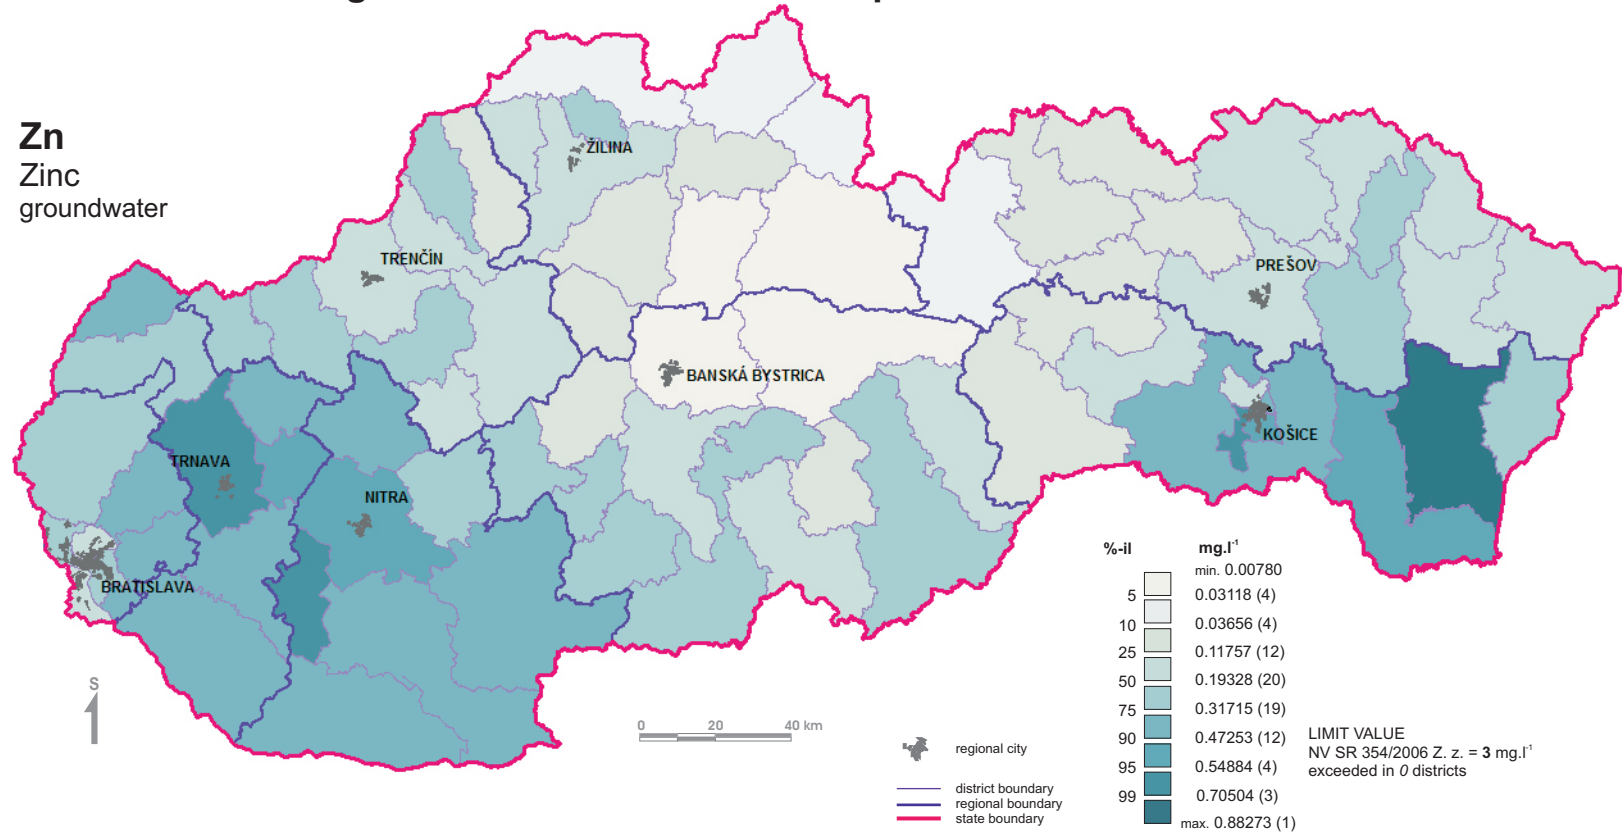 Zn
Zinc
groundwater
ŽILINA
TRENČÍN
PREŠOV
BANSKÁ BYSTRICA
KOŠICE
TRNAVA
NITRA
BRATISLAVA
S
0 20 40 km
regional city
district boundary
regional boundary
state boundary
%-il mg.l⁻¹
min. 0.00780
5 0.03118 (4)
10 0.03656 (4)
25 0.11757 (12)
50 0.19328 (20)
75 0.31715 (19)
90 0.47253 (12)
95 0.54884 (4)
99 0.70504 (3)
max. 0.88273 (1)
LIMIT VALUE
NV SR 354/2006 Z. z. = 3 mg.l⁻¹
exceeded in 0 districts